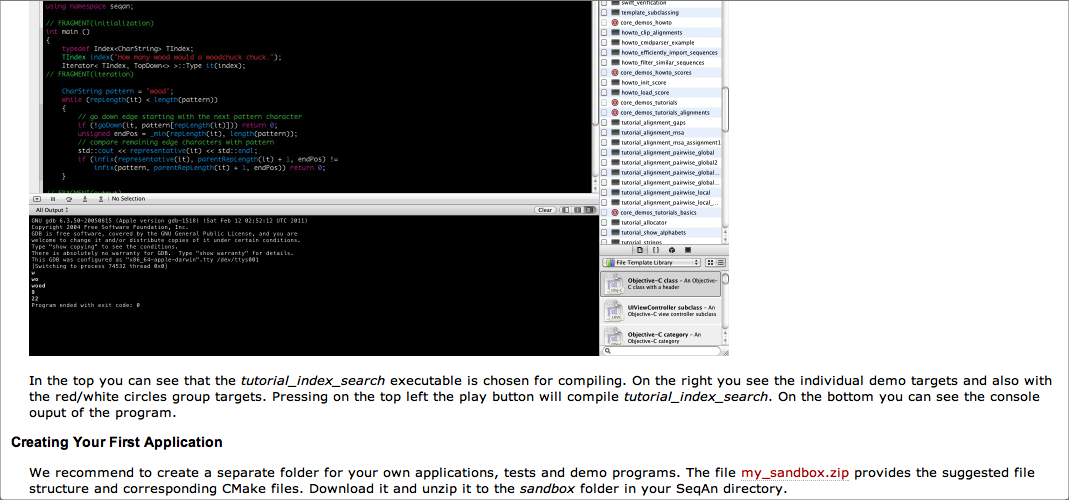 using namespace seqan;
// FRAGMENT(initialization)
int main ()
{
typedef Index<CharString> TIndex;
TIndex index("How many wood would a woodchuck chuck.");
Iterator< TIndex, TopDown<> >::Type it(index);
// FRAGMENT(iteration)
CharString pattern = "wood";
while (repLength(it) < length(pattern))
{
// go down edge starting with the next pattern character
if (!goDown(it, pattern[repLength(it)])) return 0;
unsigned endPos = _min(repLength(it), length(pattern));
// compare remaining edge characters with pattern
std::cout << representative(it) << std::endl;
if (infix(representative(it), parentRepLength(it) + 1, endPos) !=
infix(pattern, parentRepLength(it) + 1, endPos)) return 0;
}
// FRAGMENT(output)
No Selection
All Output
Clear
GNU gdb 6.3.50-20050815 (Apple version gdb-1518) (Sat Feb 12 02:52:12 UTC 2011)
Copyright 2004 Free Software Foundation, Inc.
GDB is free software, covered by the GNU General Public License, and you are
welcome to change it and/or distribute copies of it under certain conditions.
Type "show copying" to see the conditions.
There is absolutely no warranty for GDB. Type "show warranty" for details.
This GDB was configured as "x86_64-apple-darwin".tty /dev/ttys001
[Switching to process 74532 thread 0x0]
w
wo
wood
9
22
Program ended with exit code: 0
swift_verification
template_subclassing
core_demos_howto
howto_clip_alignments
howto_cmdparser_example
howto_efficiently_import_sequences
howto_filter_similar_sequences
core_demos_howto_scores
howto_init_score
howto_load_score
core_demos_tutorials
core_demos_tutorials_alignments
tutorial_alignment_gaps
tutorial_alignment_msa
tutorial_alignment_msa_assignment1
tutorial_alignment_pairwise_global
tutorial_alignment_pairwise_global2
tutorial_alignment_pairwise_global...
tutorial_alignment_pairwise_global...
tutorial_alignment_pairwise_local
tutorial_alignment_pairwise_local_...
core_demos_tutorials_basics
tutorial_allocator
tutorial_show_alphabets
tutorial_strings
File Template Library
Objective-C class - An Objective-
C class with a header
UIViewController subclass - An
Objective-C view controller subclass
Objective-C category - An
Objective-C category
In the top you can see that the tutorial_index_search executable is chosen for compiling. On the right you see the individual demo targets and also with
the red/white circles group targets. Pressing on the top left the play button will compile tutorial_index_search. On the bottom you can see the console
ouput of the program.
Creating Your First Application
We recommend to create a separate folder for your own applications, tests and demo programs. The file my_sandbox.zip provides the suggested file
structure and corresponding CMake files. Download it and unzip it to the sandbox folder in your SeqAn directory.